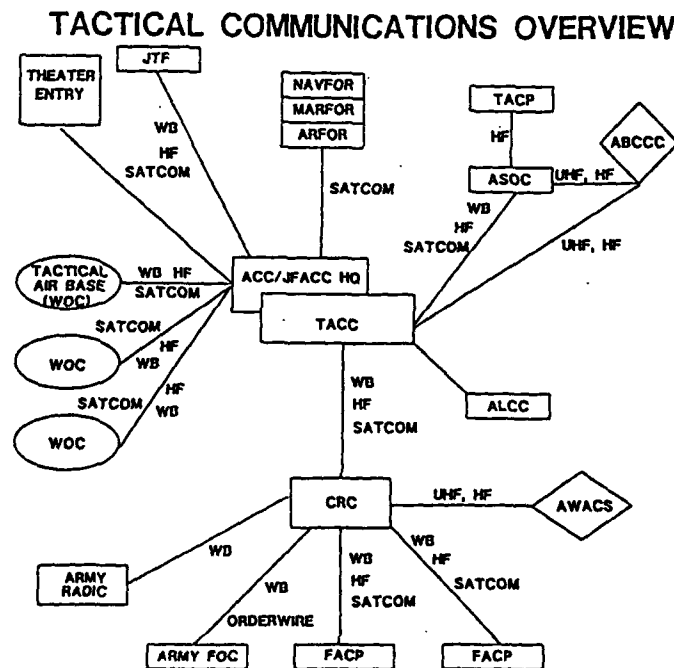 TACTICAL COMMUNICATIONS OVERVIEW
THEATER
ENTRY
JTF
WB
HF
SATCOM
NAVFOR
MARFOR
ARFOR
SATCOM
TACP
HF
ASOC
UHF, HF
ABCCC
WB
HF
SATCOM
UHF, HF
TACTICAL
AIR BASE
(WOC)
WB HF
SATCOM
ACC/JFACC HQ
TACC
SATCOM
HF
WB
WOC
SATCOM
HF
WB
WOC
WB
HF
SATCOM
ALCC
CRC
UHF, HF
AWACS
WB
ARMY
RADIC
WB
ORDERWIRE
WB
HF
SATCOM
WB
HF
SATCOM
ARMY FOC
FACP
FACP